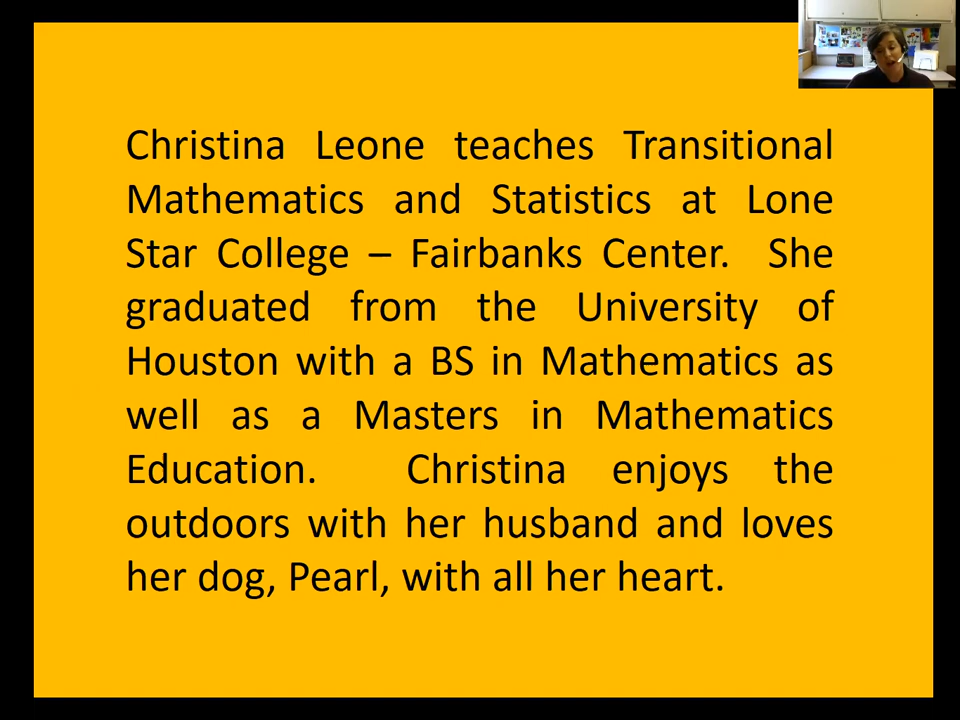 Christina Leone teaches Transitional
Mathematics and Statistics at Lone
Star College – Fairbanks Center. She
graduated from the University of
Houston with a BS in Mathematics as
well as a Masters in Mathematics
Education. Christina enjoys the
outdoors with her husband and loves
her dog, Pearl, with all her heart.